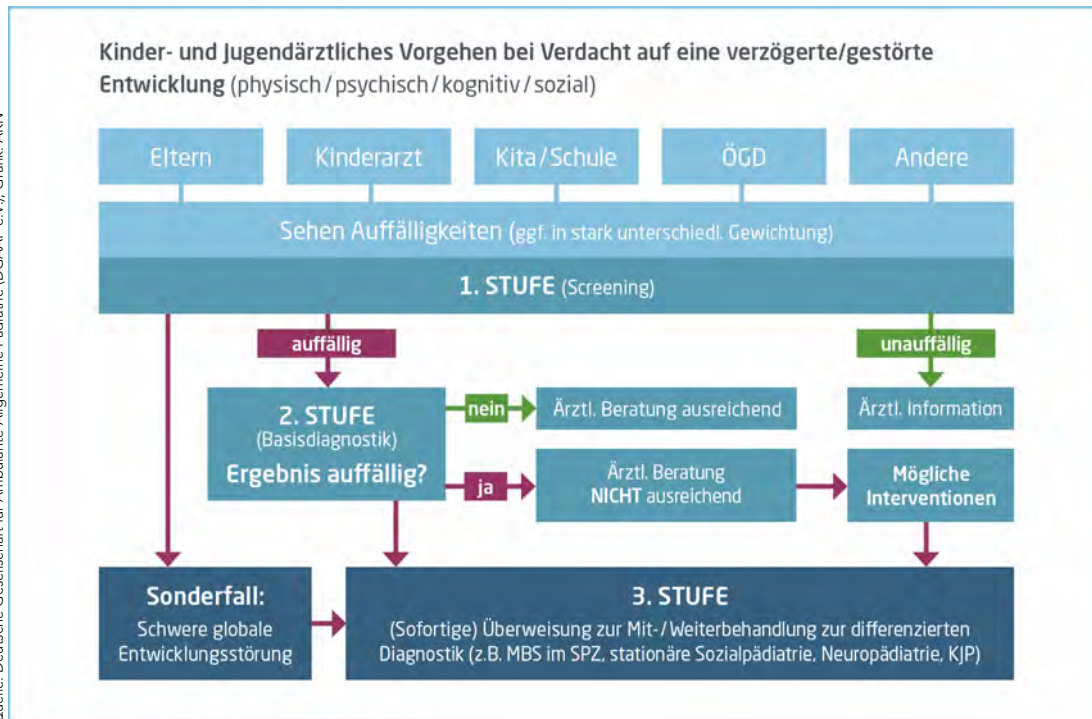 Kinder- und Jugendärztliches Vorgehen bei Verdacht auf eine verzögerte/gestörte
Entwicklung (physisch/psychisch/kognitiv/sozial)
Eltern
Kinderarzt
Kita/Schule
ÖGD
Andere
Sehen Auffälligkeiten (ggf. in stark unterschiedl. Gewichtung)
1. STUFE (Screening)
auffällig
unauffällig
2. STUFE
(Basisdiagnostik)
Ergebnis auffällig?
nein
Ärztl. Beratung ausreichend
Ärztl. Information
ja
Ärztl. Beratung
NICHT ausreichend
Mögliche
Interventionen
Sonderfall:
Schwere globale
Entwicklungsstörung
3. STUFE
(Sofortige) Überweisung zur Mit-/Weiterbehandlung zur differenzierten
Diagnostik (z.B. MBS im SPZ, stationäre Sozialpädiatrie, Neuropädiatrie, KJP)